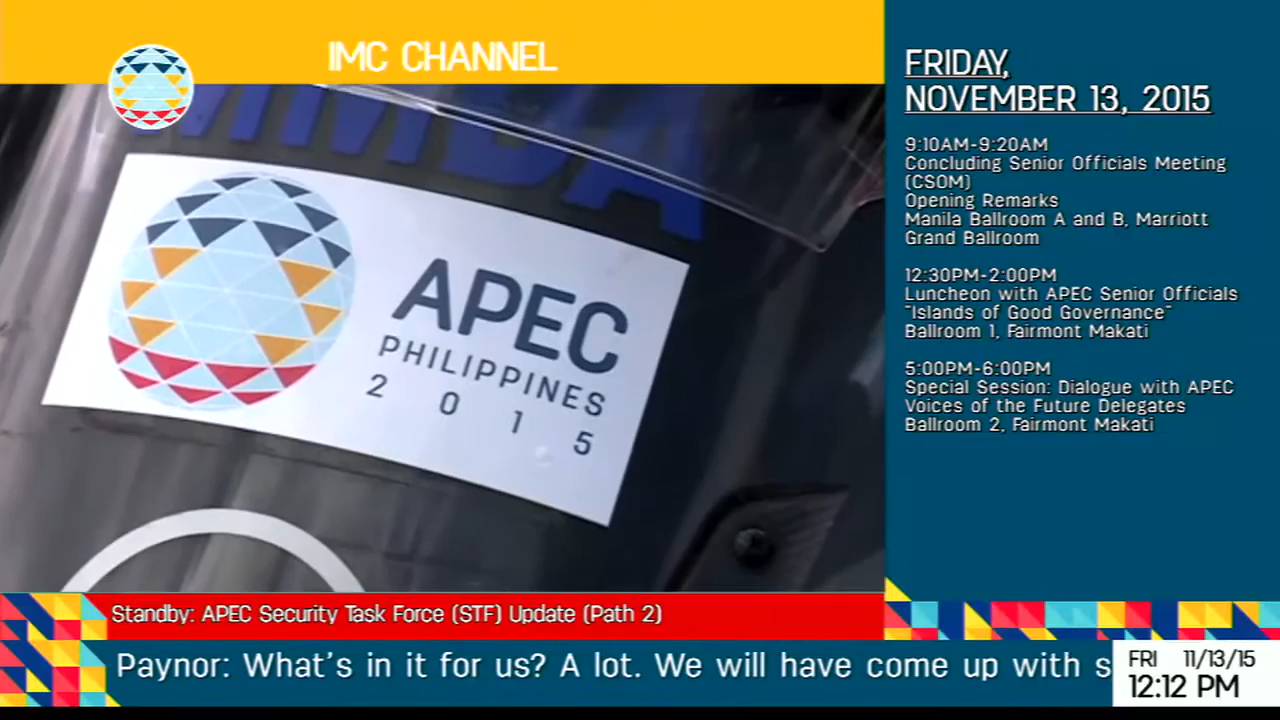 IMC CHANNEL
MMDA
APEC
PHILIPPINES
2 0 1 5
FRIDAY,
NOVEMBER 13, 2015
9:10AM-9:20AM
Concluding Senior Officials Meeting
(CSOM)
Opening Remarks
Manila Ballroom A and B, Marriott
Grand Ballroom
12:30PM-2:00PM
Luncheon with APEC Senior Officials
"Islands of Good Governance"
Ballroom 1, Fairmont Makati
5:00PM-6:00PM
Special Session: Dialogue with APEC
Voices of the Future Delegates
Ballroom 2, Fairmont Makati
Standby: APEC Security Task Force (STF) Update (Path 2)
Paynor: What's in it for us? A lot. We will have come up with s
FRI 11/13/15
12:12 PM